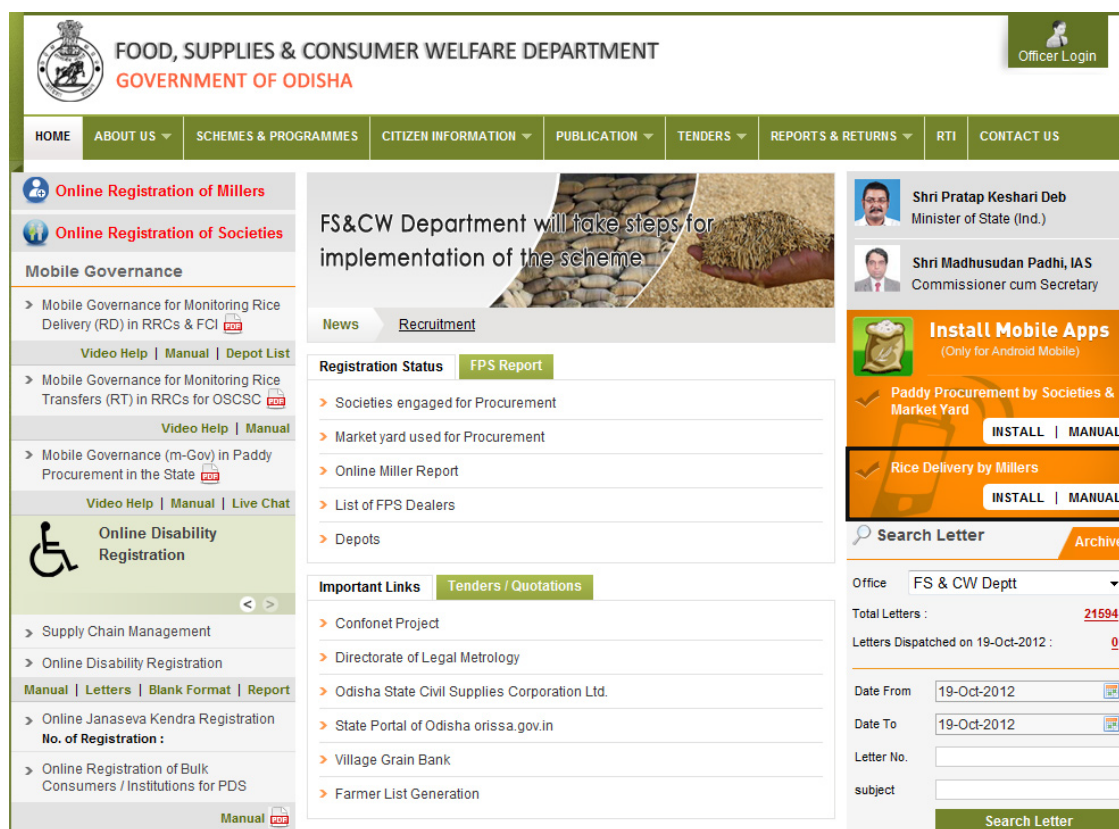 FOOD, SUPPLIES & CONSUMER WELFARE DEPARTMENT
GOVERNMENT OF ODISHA
Officer Login
HOME
ABOUT US
SCHEMES & PROGRAMMES
CITIZEN INFORMATION
PUBLICATION
TENDERS
REPORTS & RETURNS
RTI
CONTACT US
Online Registration of Millers
Online Registration of Societies
Mobile Governance
Mobile Governance for Monitoring Rice
Delivery (RD) in RRCs & FCI
Video Help | Manual | Depot List
Mobile Governance for Monitoring Rice
Transfers (RT) in RRCs for OSCSC
Video Help | Manual
Mobile Governance (m-Gov) in Paddy
Procurement in the State
Video Help | Manual | Live Chat
Online Disability
Registration
Supply Chain Management
Online Disability Registration
Manual | Letters | Blank Format | Report
Online Janaseva Kendra Registration
No. of Registration :
Online Registration of Bulk
Consumers / Institutions for PDS
Manual
FS&CW Department will take steps for
implementation of the scheme
News
Recruitment
Registration Status
FPS Report
Societies engaged for Procurement
Market yard used for Procurement
Online Miller Report
List of FPS Dealers
Depots
Important Links
Tenders / Quotations
Confonet Project
Directorate of Legal Metrology
Odisha State Civil Supplies Corporation Ltd.
State Portal of Odisha orissa.gov.in
Village Grain Bank
Farmer List Generation
Shri Pratap Keshari Deb
Minister of State (Ind.)
Shri Madhusudan Padhi, IAS
Commissioner cum Secretary
Install Mobile Apps
(Only for Android Mobile)
Paddy Procurement by Societies &
Market Yard
INSTALL | MANUAL
Rice Delivery by Millers
INSTALL | MANUAL
Search Letter
Archive
Office FS & CW Deptt
Total Letters : 21594
Letters Dispatched on 19-Oct-2012 : 0
Date From 19-Oct-2012
Date To 19-Oct-2012
Letter No.
subject
Search Letter